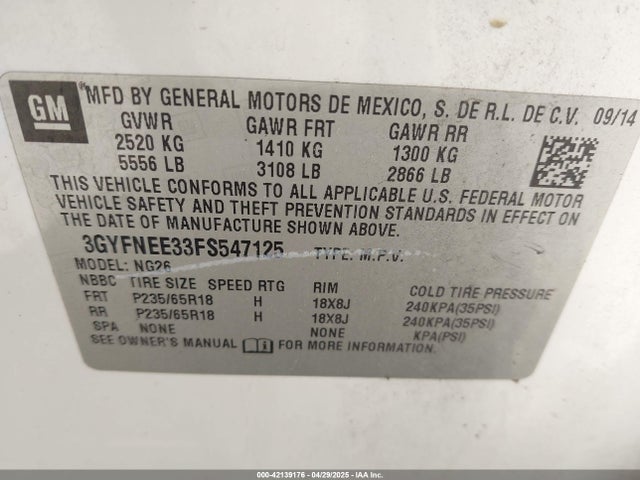 GM
® MFD BY GENERAL MOTORS DE MEXICO, S. DE R.L. DE C.V. 09/14
GVWR GAWR FRT GAWR RR
2520 KG 1410 KG 1300 KG
5556 LB 3108 LB 2866 LB
THIS VEHICLE CONFORMS TO ALL APPLICABLE U.S. FEDERAL MOTOR
VEHICLE SAFETY AND THEFT PREVENTION STANDARDS IN EFFECT ON
THE DATE OF MANUFACTURE SHOWN ABOVE.
3GYFNEE33FS547125 TYPE: M.P.V.
MODEL: NG26
NBBC TIRE SIZE SPEED RTG RIM COLD TIRE PRESSURE
FRT P235/65R18 H 18X8J 240KPA(35PSI)
RR P235/65R18 H 18X8J 240KPA(35PSI)
SPA NONE NONE KPA(PSI)
SEE OWNER'S MANUAL FOR MORE INFORMATION.
000-42139176 - 04/29/2025 - IAAI.COM